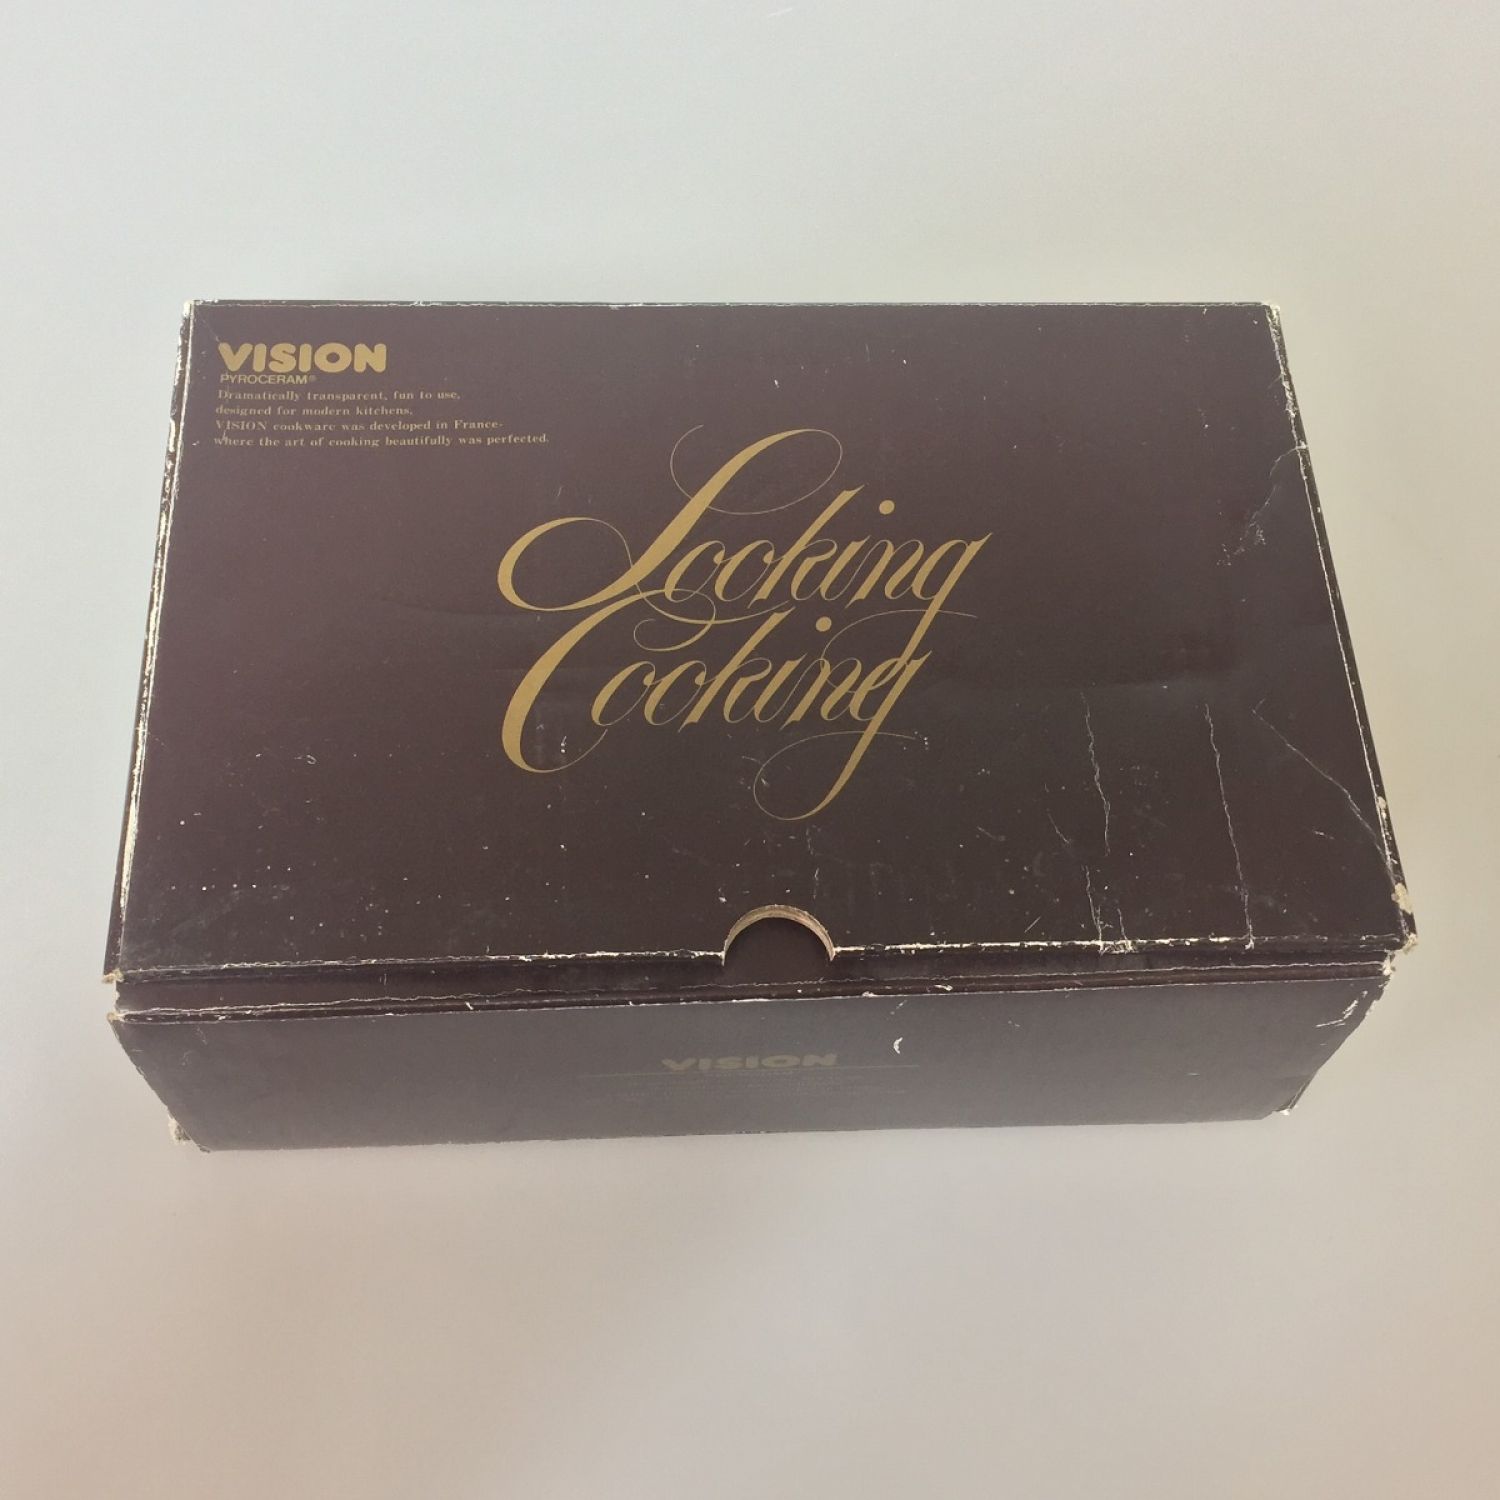 VISION
PYROCERAM®
Dramatically transparent, fun to use,
designed for modern kitchens,
VISION cookware was developed in France-
where the art of cooking beautifully was perfected.
Looking
Cooking
VISION